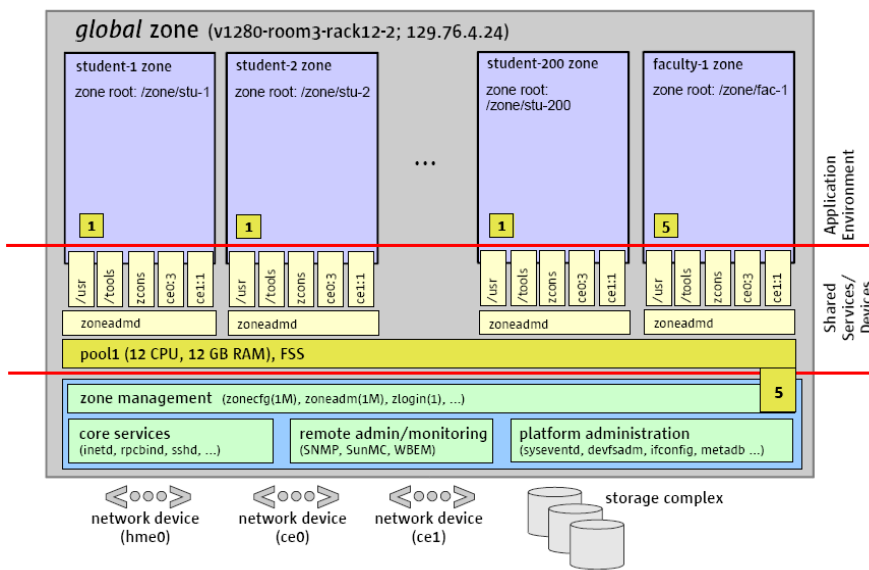 global zone (v1280-room3-rack12-2; 129.76.4.24)
student-1 zone
zone root: /zone/stu-1
student-2 zone
zone root: /zone/stu-2
...
student-200 zone
zone root:
/zone/stu-200
faculty-1 zone
zone root: /zone/fac-1
1
1
1
5
Application
Environment
/usr
/tools
zcons
ce0:3
ce1:1
/usr
/tools
zcons
ce0:3
ce1:1
/usr
/tools
zcons
ce0:3
ce1:1
/usr
/tools
zcons
ce0:3
ce1:1
Shared
Services/
Devices
zoneadmd
zoneadmd
zoneadmd
zoneadmd
pool1 (12 CPU, 12 GB RAM), FSS
5
zone management (zonecfg(1M), zoneadm(1M), zlogin(1), ...)
core services
(inetd, rpcbind, sshd, ...)
remote admin/monitoring
(SNMP, SunMC, WBEM)
platform administration
(syseventd, devfsadm, ifconfig, metadb ...)
network device
(hme0)
network device
(ce0)
network device
(ce1)
storage complex